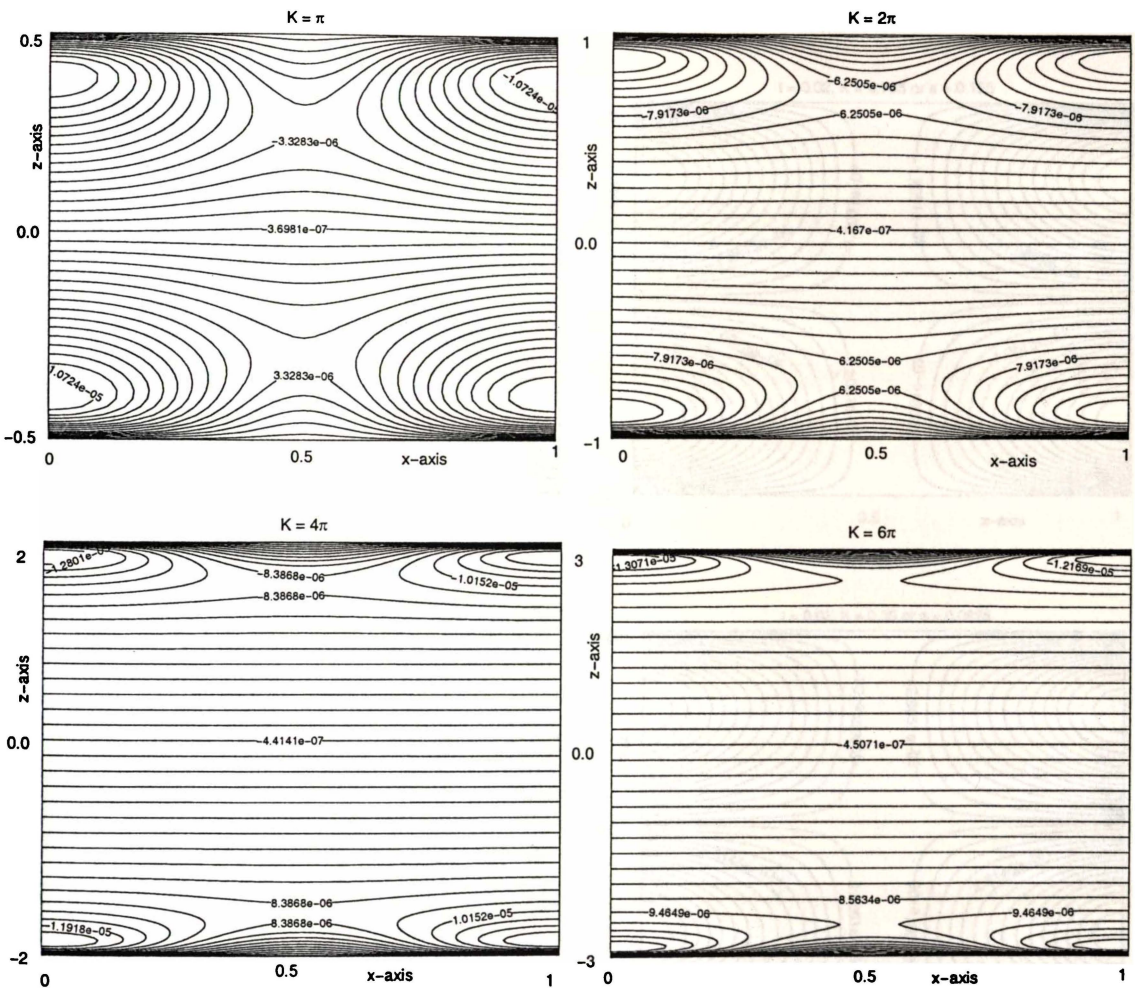 K = π
0.5
−1.0724e−05
z−axis
−3.3283e−06
0.0
−3.6981e−07
1.0724e−05
3.3283e−06
−0.5
0
0.5
x−axis
1
K = 2π
1
−6.2505e−06
−7.9173e−06
−7.9173e−06
6.2505e−06
z−axis
0.0
−4.167e−07
−7.9173e−06
6.2505e−06
−7.9173e−06
6.2505e−06
−1
0
0.5
x−axis
1
K = 4π
2
−1.2801e−05
−8.3868e−06
−1.0152e−05
8.3868e−06
z−axis
0.0
−4.4141e−07
8.3868e−06
1.0152e−05
−1.1918e−05
8.3868e−06
−2
0
0.5
x−axis
1
K = 6π
3
−1.3071e−05
−1.2169e−05
z−axis
0.0
−4.5071e−07
8.5634e−06
9.4649e−06
−9.4649e−06
−3
0
0.5
x−axis
1